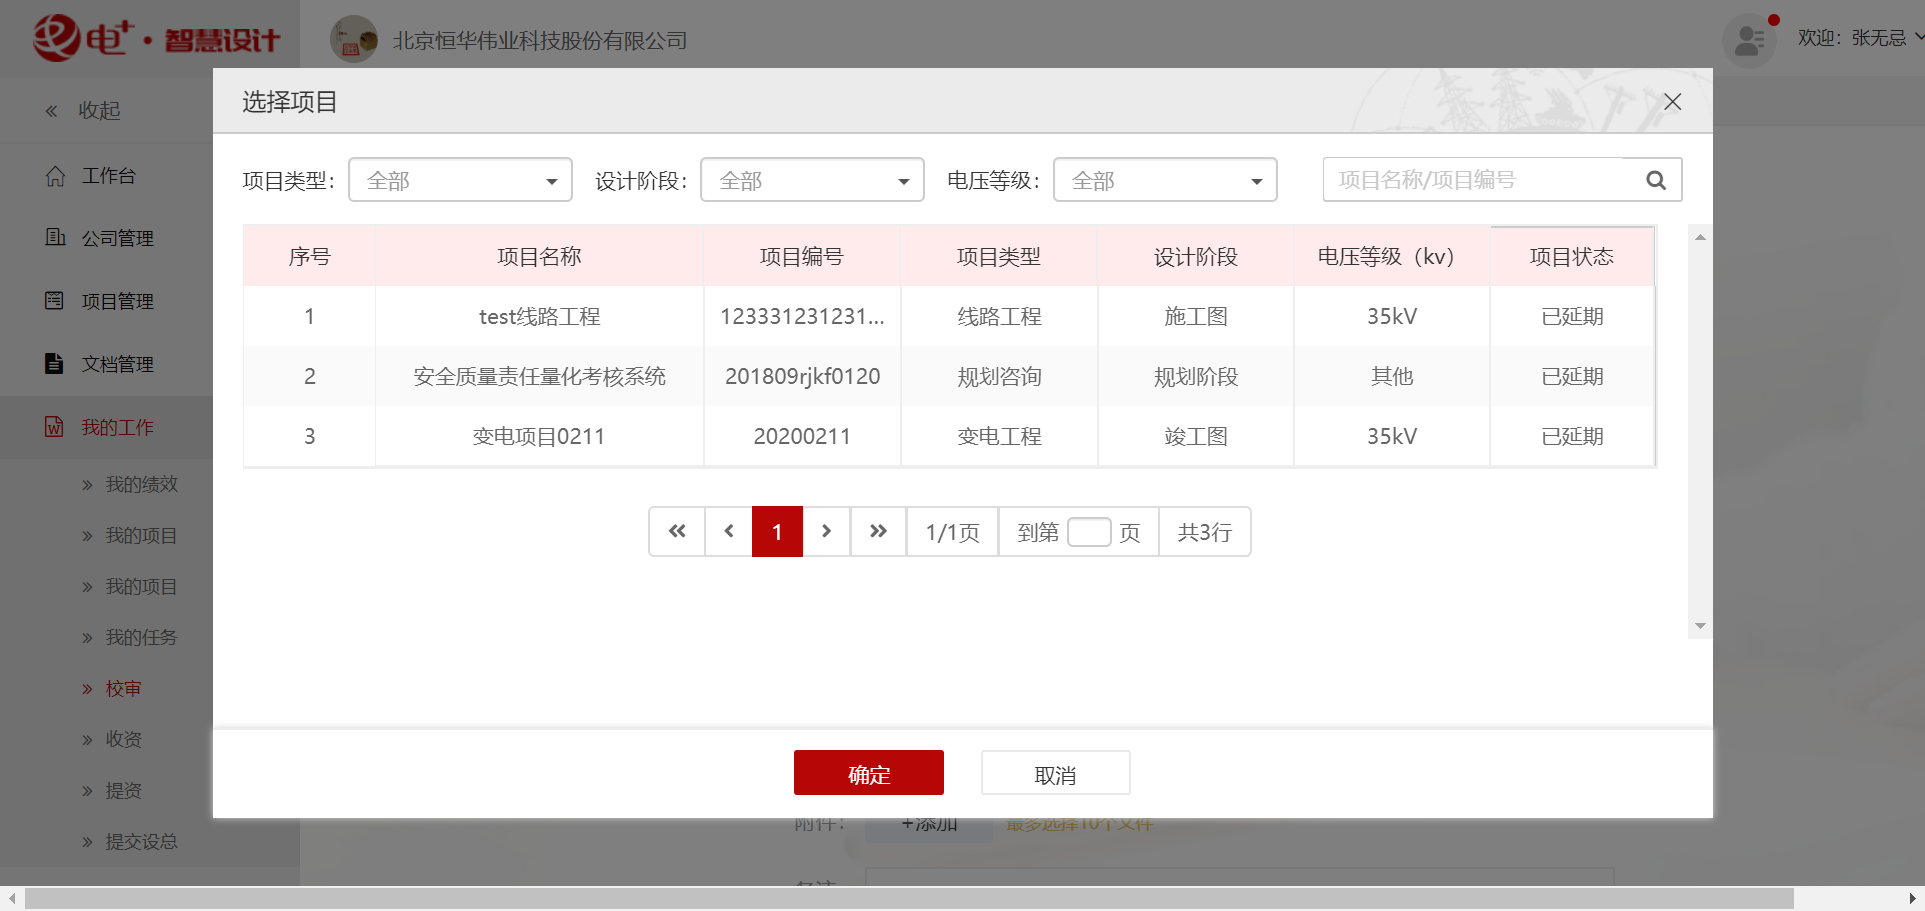 电+·智慧设计
北京恒华伟业科技股份有限公司
欢迎：张无忌
收起
工作台
公司管理
项目管理
文档管理
我的工作
我的绩效
我的项目
我的项目
我的任务
校审
收资
提资
提交设总
选择项目
项目类型： 全部 设计阶段： 全部 电压等级： 全部 项目名称/项目编号
序号 项目名称 项目编号 项目类型 设计阶段 电压等级（kv） 项目状态
1 test线路工程 123331231231... 线路工程 施工图 35kV 已延期
2 安全质量责任量化考核系统 201809rjkf0120 规划咨询 规划阶段 其他 已延期
3 变电项目0211 20200211 变电工程 竣工图 35kV 已延期
1 1/1页 到第 页 共3行
确定 取消
附件： +添加 最多选择10个文件